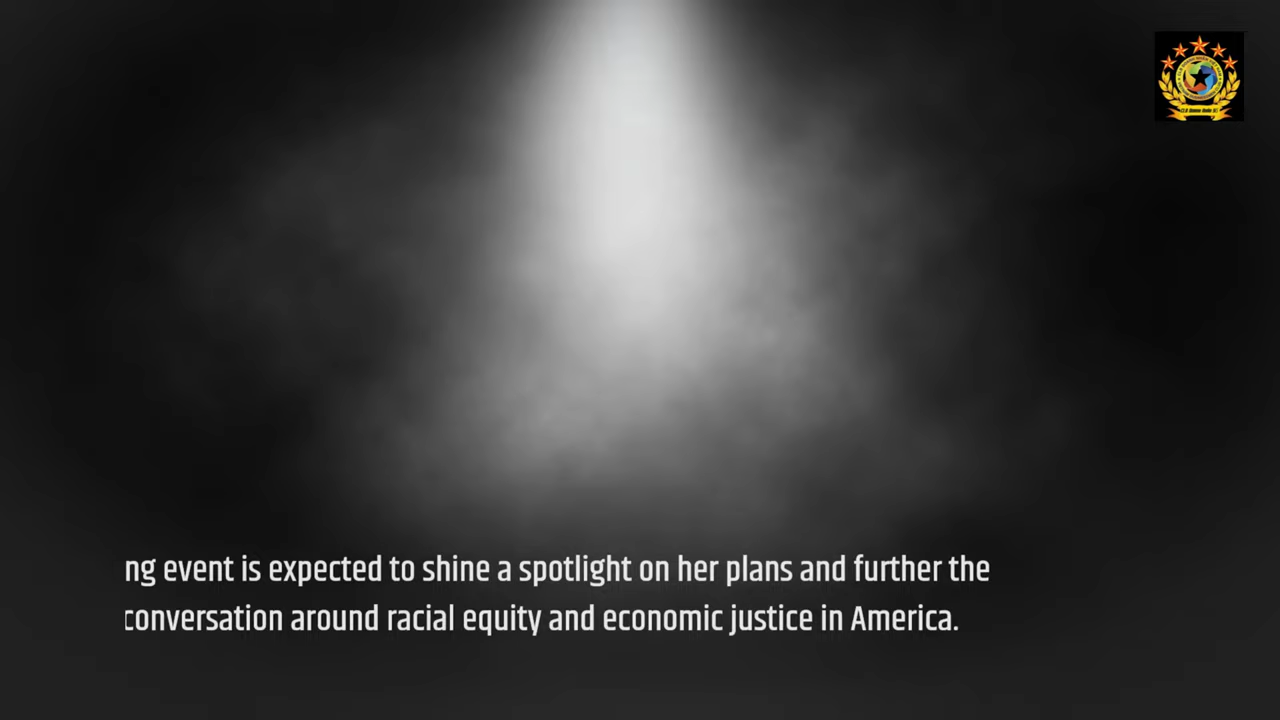 ng event is expected to shine a spotlight on her plans and further the
conversation around racial equity and economic justice in America.